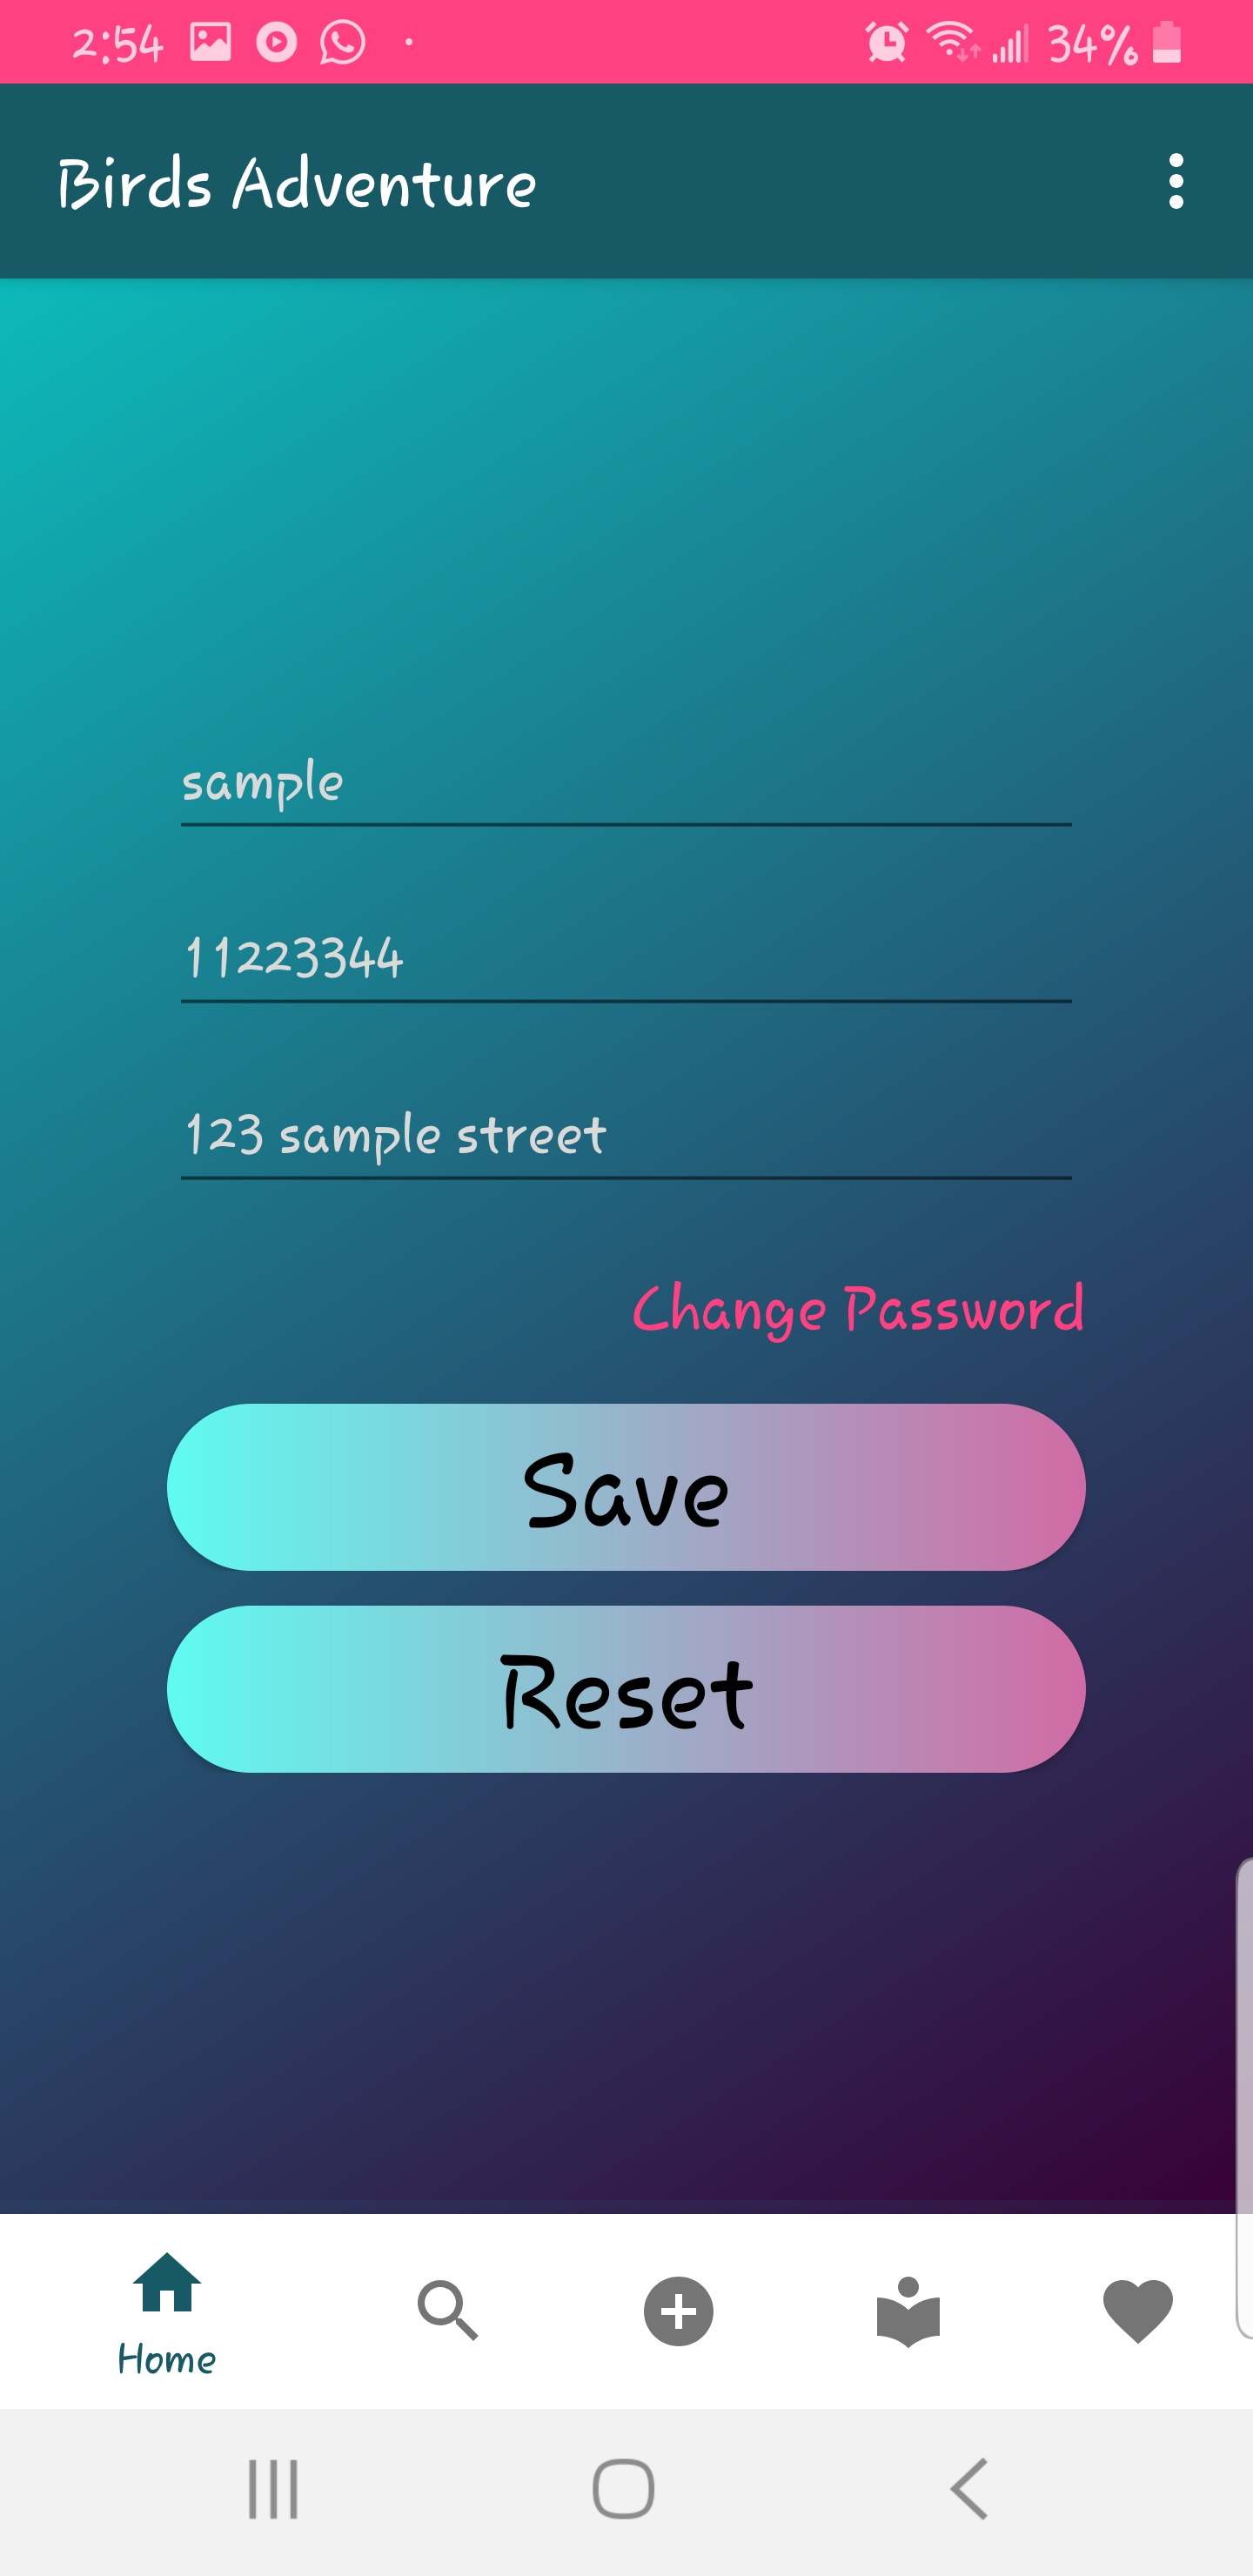 2:54 34%
Birds Adventure
sample
11223344
123 sample street
Change Password
Save
Reset
Home